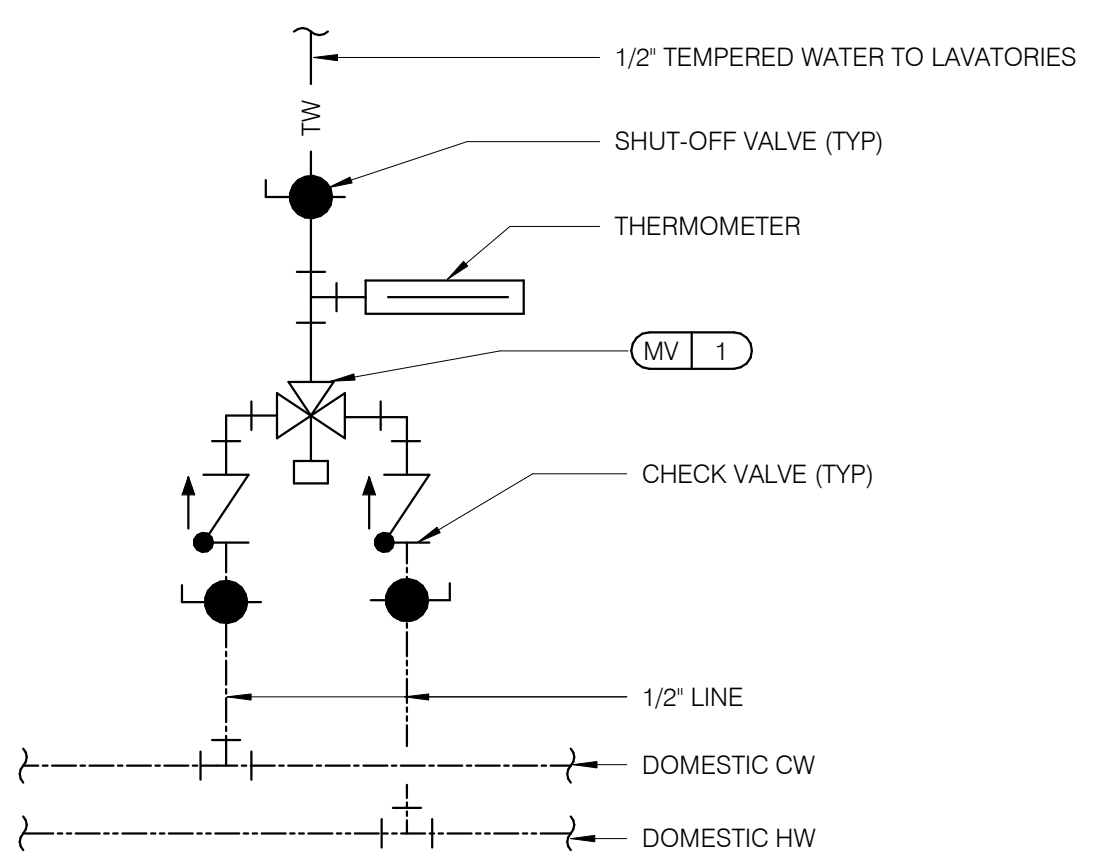 1/2" TEMPERED WATER TO LAVATORIES
TW
SHUT-OFF VALVE (TYP)
THERMOMETER
MV 1
CHECK VALVE (TYP)
1/2" LINE
DOMESTIC CW
DOMESTIC HW